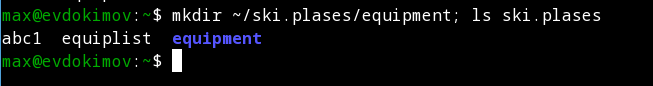 max@evdokimov:~$ mkdir ~/ski.plases/equipment; ls ski.plases
abc1  equiplist  equipment
max@evdokimov:~$